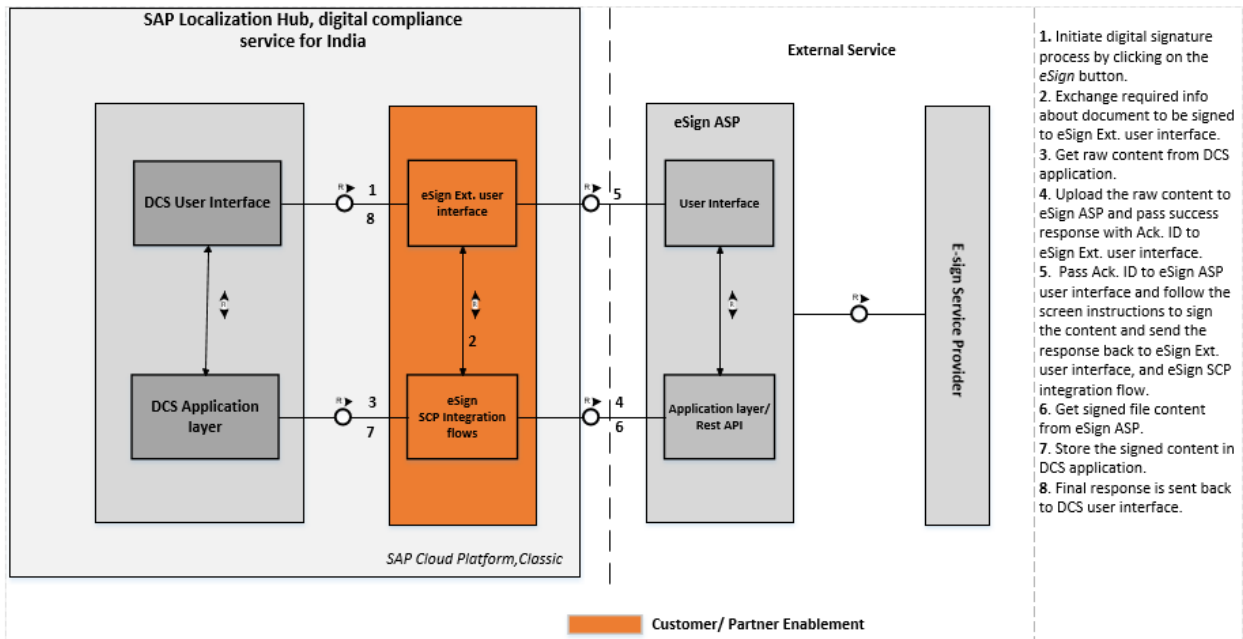 SAP Localization Hub, digital compliance
service for India
External Service
eSign ASP
DCS User Interface
R
1
8
eSign Ext. user
interface
R
5
User Interface
R
R
2
R
R
E-sign Service Provider
DCS Application
layer
R
3
7
eSign
SCP Integration
flows
R
4
6
Application layer/
Rest API
SAP Cloud Platform,Classic
Customer/ Partner Enablement
1. Initiate digital signature
process by clicking on the
eSign button.
2. Exchange required info
about document to be signed
to eSign Ext. user interface.
3. Get raw content from DCS
application.
4. Upload the raw content to
eSign ASP and pass success
response with Ack. ID to
eSign Ext. user interface.
5. Pass Ack. ID to eSign ASP
user interface and follow the
screen instructions to sign
the content and send the
response back to eSign Ext.
user interface, and eSign SCP
integration flow.
6. Get signed file content
from eSign ASP.
7. Store the signed content in
DCS application.
8. Final response is sent back
to DCS user interface.